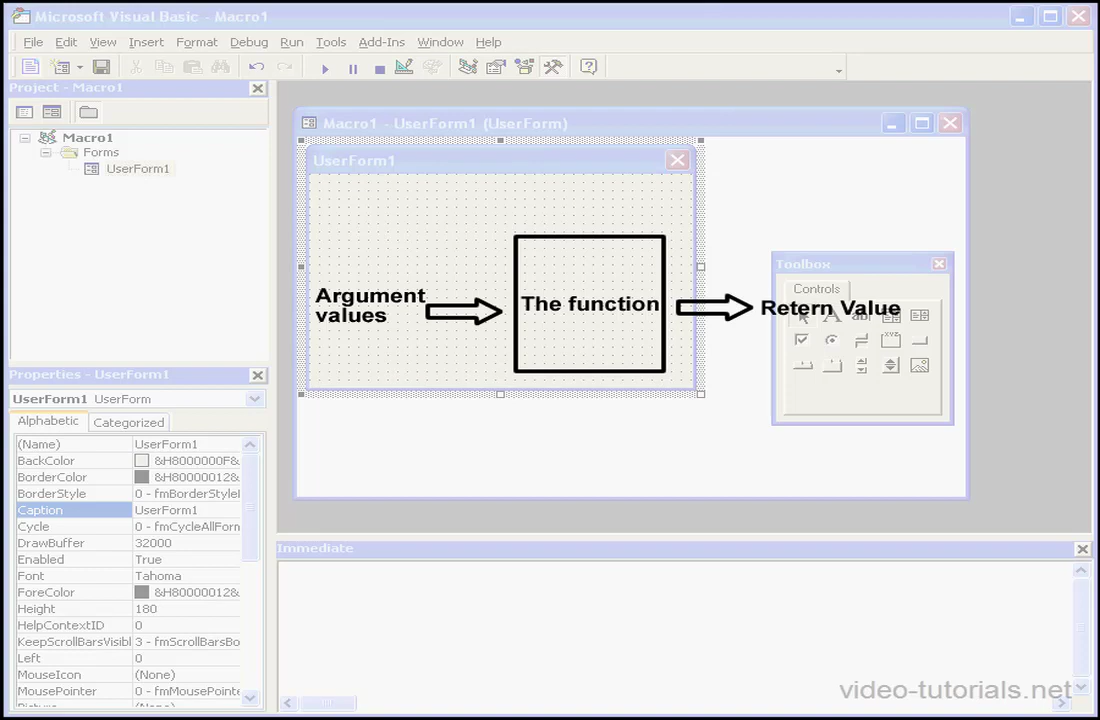 Microsoft Visual Basic - Macro1
File Edit View Insert Format Debug Run Tools Add-Ins Window Help
Project - Macro1
Macro1
Forms
UserForm1
Properties - UserForm1
UserForm1 UserForm
Alphabetic Categorized
(Name) UserForm1
BackColor &H8000000F&
BorderColor &H80000012&
BorderStyle 0 - fmBorderStyle
Caption UserForm1
Cycle 0 - fmCycleAllForm
DrawBuffer 32000
Enabled True
Font Tahoma
ForeColor &H80000012&
Height 180
HelpContextID 0
KeepScrollBarsVisibl 3 - fmScrollBarsBo
Left 0
MouseIcon (None)
MousePointer 0 - fmMousePointe
Macro1 - UserForm1 (UserForm)
UserForm1
Argument
values
The function
Retern Value
Toolbox
Controls
Immediate
video-tutorials.net